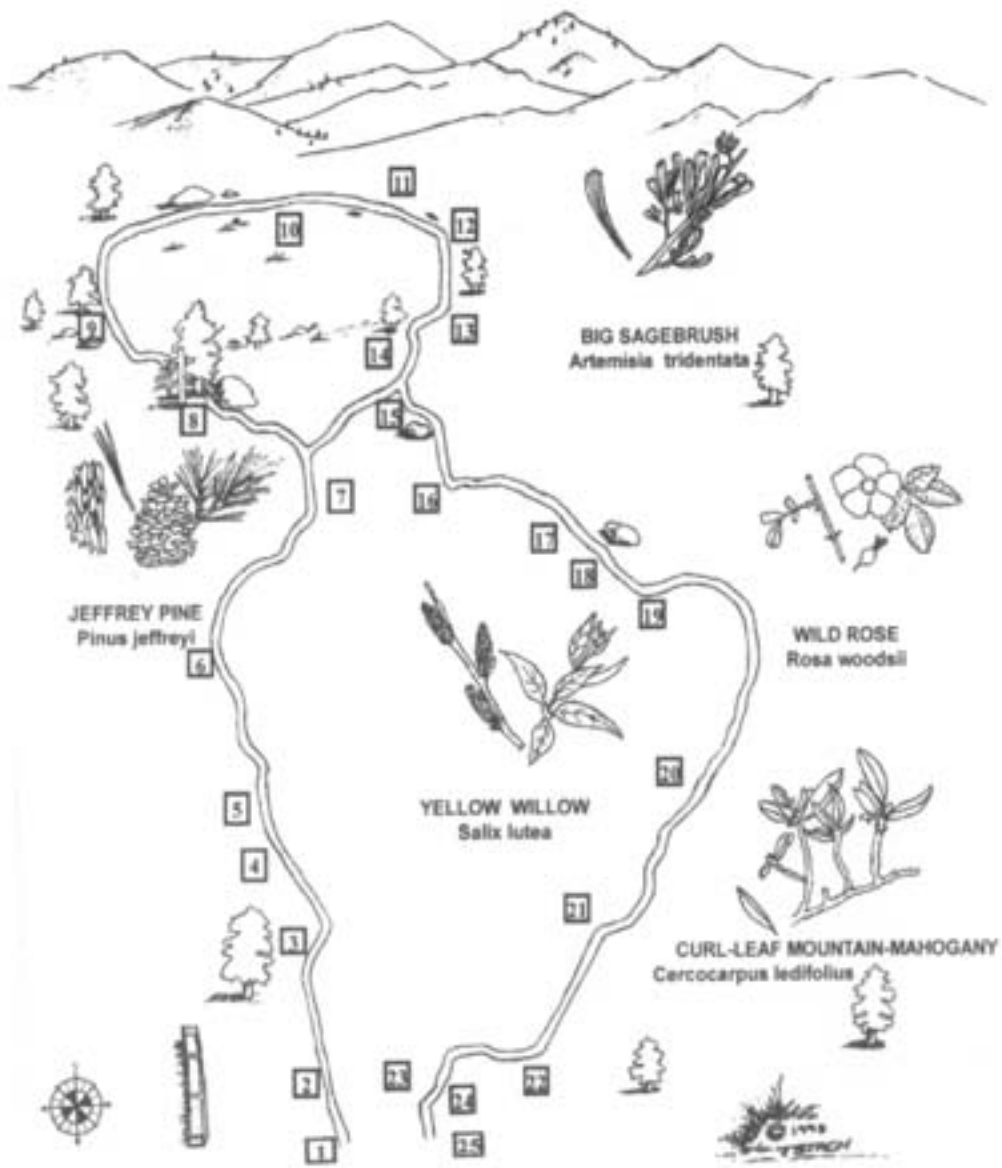 11
12
10
BIG SAGEBRUSH
Artemisia tridentata
9
13
14
8
15
7
16
17
18
19
JEFFREY PINE
Pinus jeffreyi
WILD ROSE
Rosa woodsii
6
20
5
YELLOW WILLOW
Salix lutea
4
21
3
CURL-LEAF MOUNTAIN-MAHOGANY
Cercocarpus ledifolius
2
23
22
24
1
25
© 1998